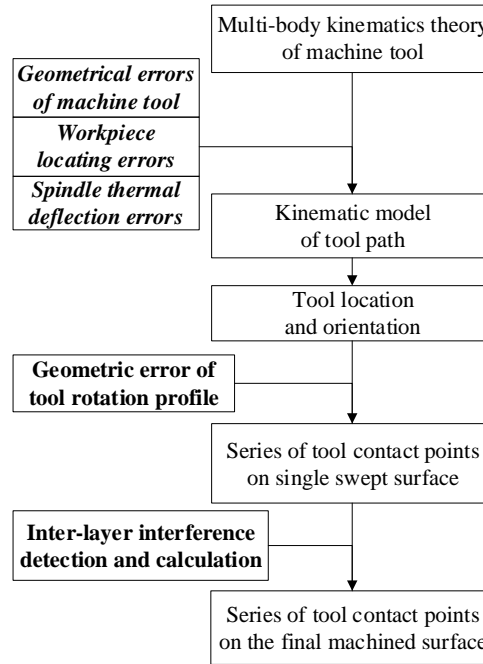 Multi-body kinematics theory
of machine tool
Geometrical errors
of machine tool
Workpiece
locating errors
Spindle thermal
deflection errors
Kinematic model
of tool path
Tool location
and orientation
Geometric error of
tool rotation profile
Series of tool contact points
on single swept surface
Inter-layer interference
detection and calculation
Series of tool contact points
on the final machined surface